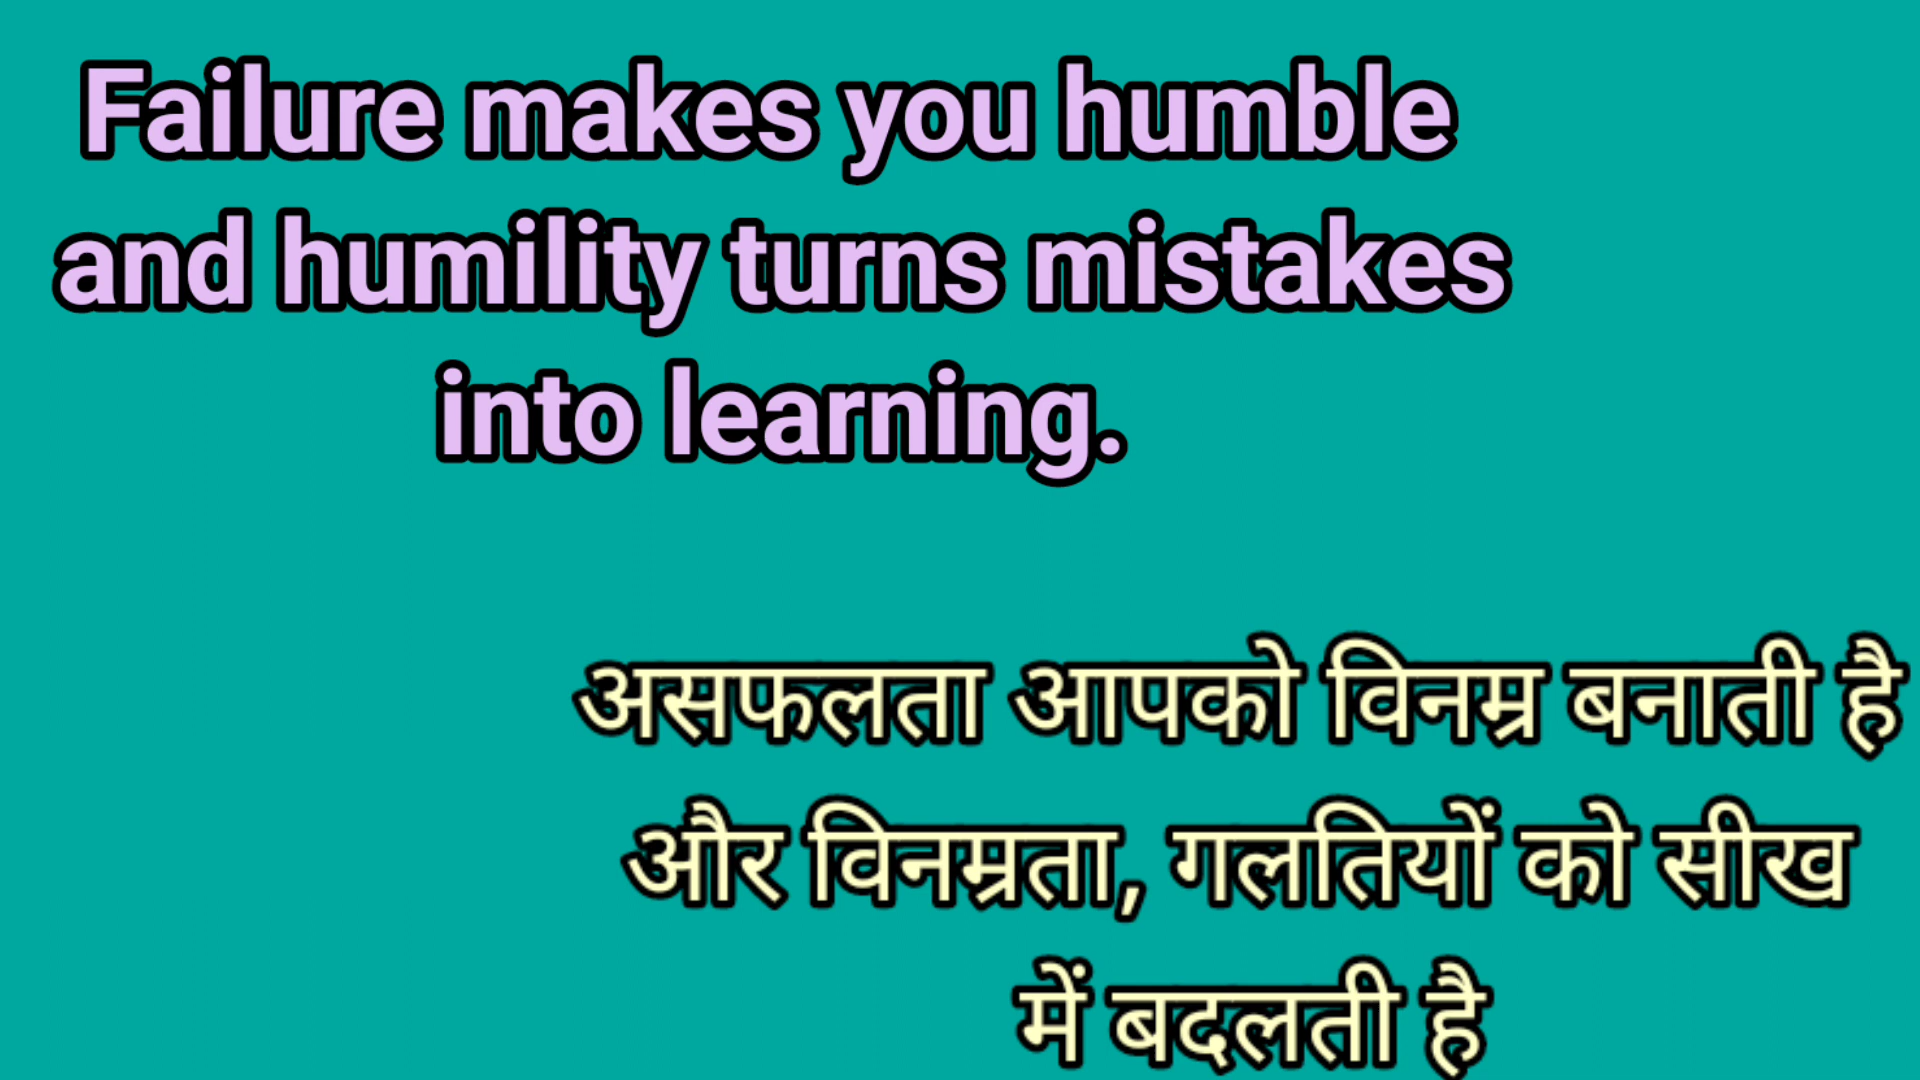 Failure makes you humble
and humility turns mistakes
into learning.
असफलता आपको विनम्र बनाती है
और विनम्रता, गलतियों को सीख
में बदलती है